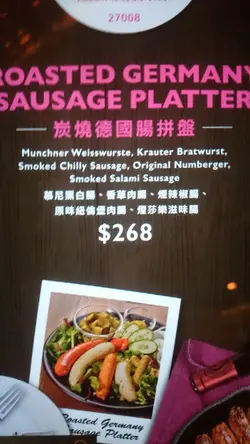 27008
ROASTED GERMANY
SAUSAGE PLATTER
炭燒德國腸拼盤
Munchner Weisswurste, Krauter Bratwurst,
Smoked Chilly Sausage, Original Numberger,
Smoked Salami Sausage
慕尼黑白腸、香草肉腸、煙辣椒腸、
原味紐倫堡肉腸、煙莎樂滋味腸
$268
Roasted Germany
Sausage Platter